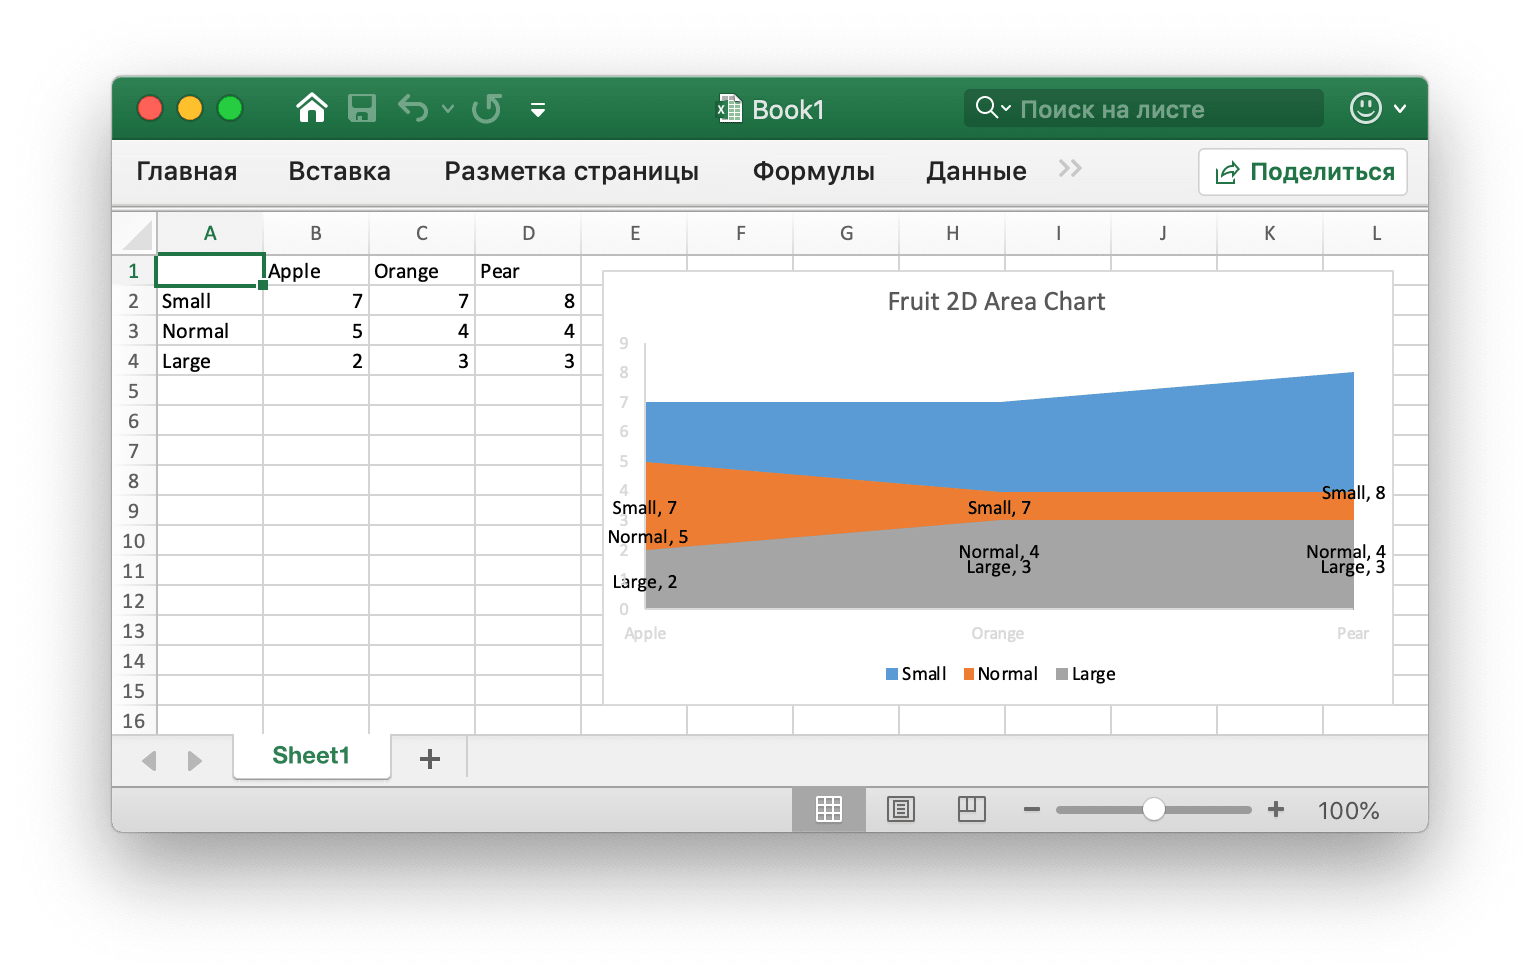 Book1
Поиск на листе
Главная Вставка Разметка страницы Формулы Данные Поделиться
A B C D E F G H I J K L
1 Apple Orange Pear
2 Small 7 7 8
3 Normal 5 4 4
4 Large 2 3 3
5
6
7
8
9
10
11
12
13
14
15
16
Fruit 2D Area Chart
9
8
7
6
5
4
3
2
1
0
Small, 7 Small, 7 Small, 8
Normal, 5 Normal, 4 Normal, 4
Large, 2 Large, 3 Large, 3
Apple Orange Pear
Small Normal Large
Sheet1
100%